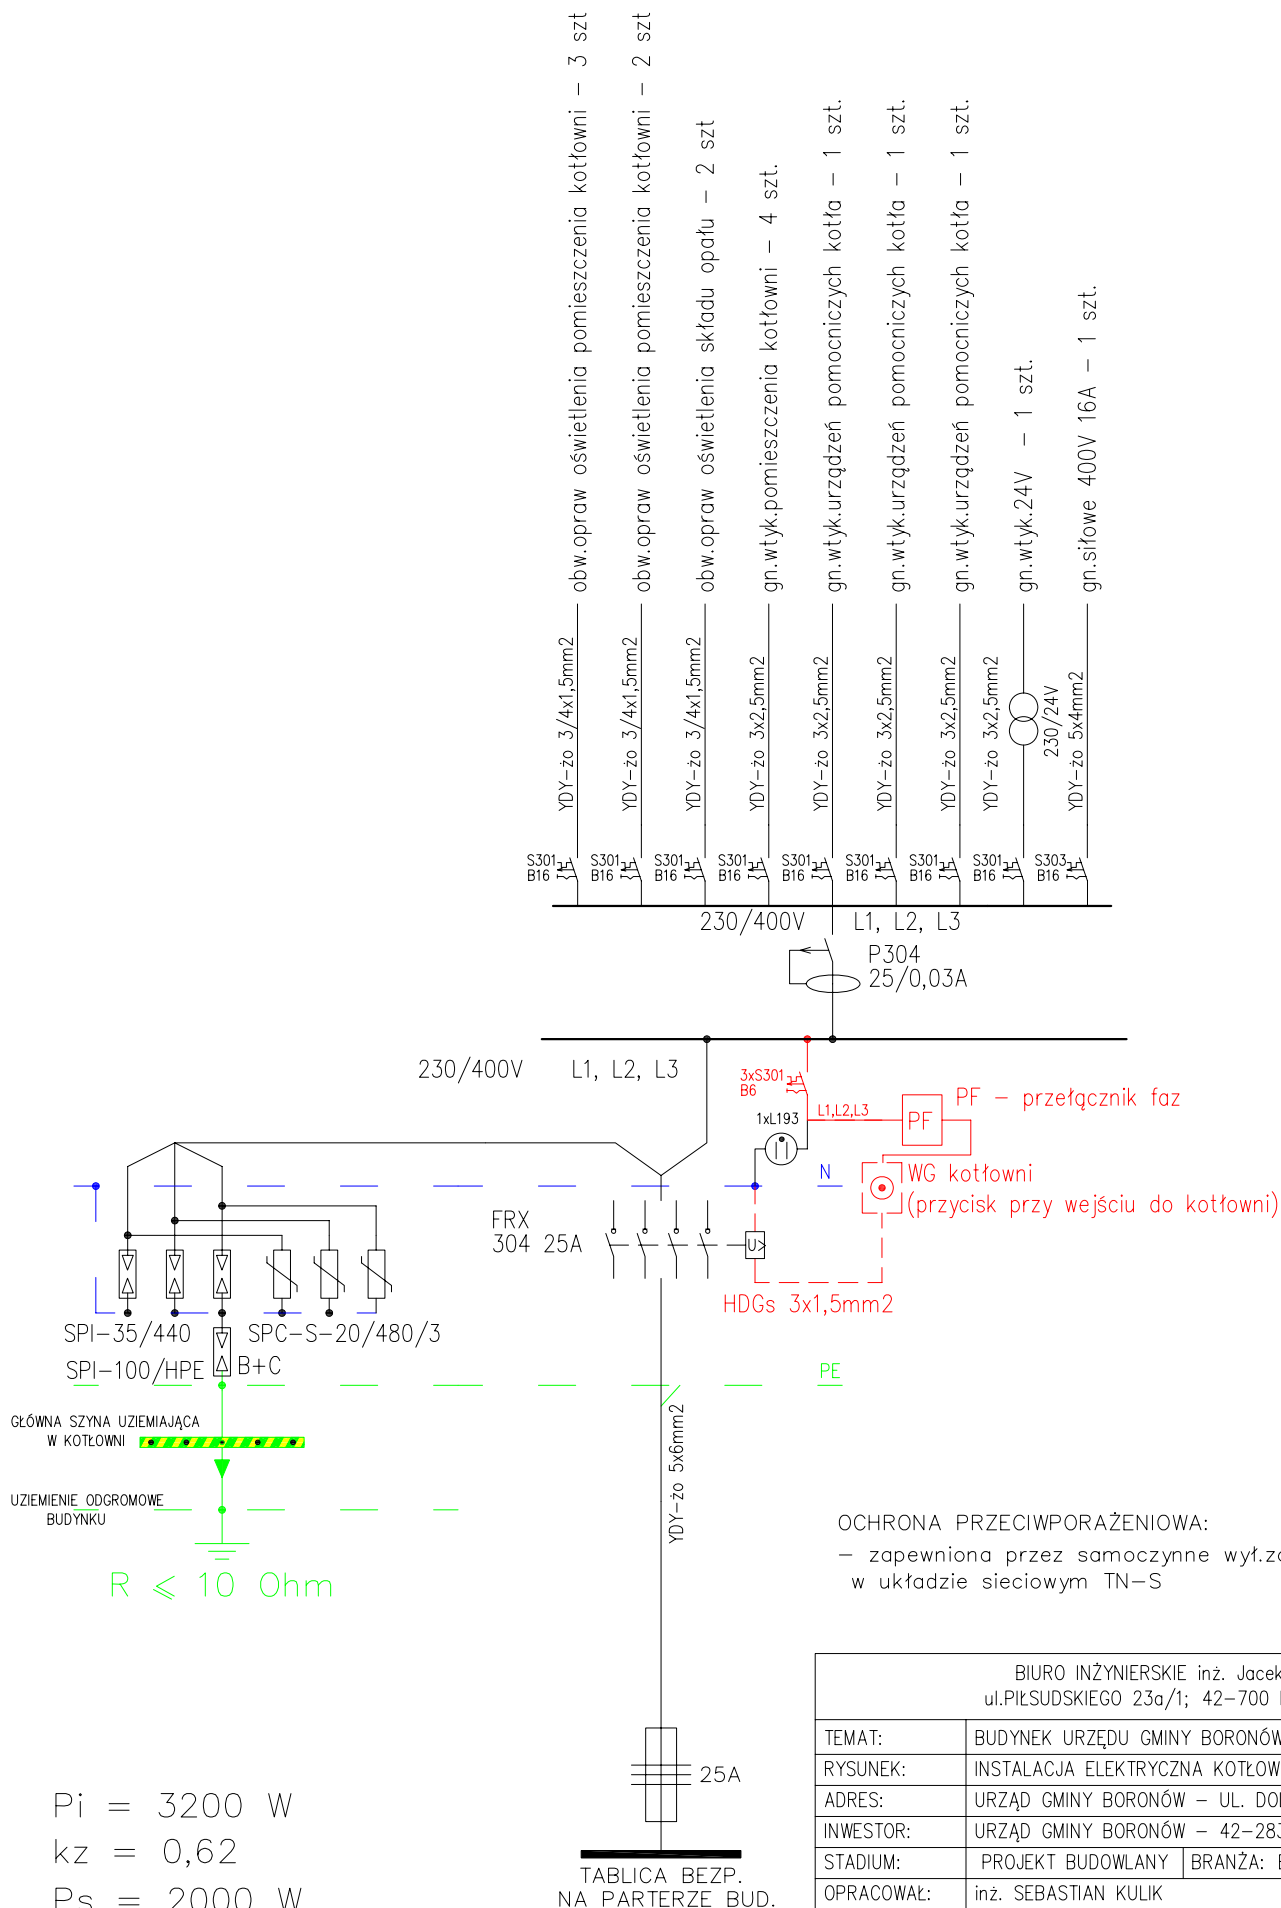 obw.opraw oświetlenia pomieszczenia kotłowni – 3 szt
obw.opraw oświetlenia pomieszczenia kotłowni – 2 szt
obw.opraw oświetlenia składu opału – 2 szt
gn.wtyk.pomieszczenia kotłowni – 4 szt.
gn.wtyk.urządzeń pomocniczych kotła – 1 szt.
gn.wtyk.urządzeń pomocniczych kotła – 1 szt.
gn.wtyk.urządzeń pomocniczych kotła – 1 szt.
gn.wtyk.24V – 1 szt.
gn.siłowe 400V 16A – 1 szt.
YDY-żo 3/4x1,5mm2
YDY-żo 3/4x1,5mm2
YDY-żo 3/4x1,5mm2
YDY-żo 3x2,5mm2
YDY-żo 3x2,5mm2
YDY-żo 3x2,5mm2
YDY-żo 3x2,5mm2
YDY-żo 3x2,5mm2
230/24V
YDY-żo 5x4mm2
S301
B16
S301
B16
S301
B16
S301
B16
S301
B16
S301
B16
S301
B16
S301
B16
S303
B16
230/400V L1, L2, L3
P304
25/0,03A
230/400V L1, L2, L3
3xS301
B6
1xL193
L1,L2,L3
PF
PF – przełącznik faz
N
WG kotłowni
(przycisk przy wejściu do kotłowni)
FRX
304 25A
U>
HDGs 3x1,5mm2
SPI-35/440
SPC-S-20/480/3
SPI-100/HPE
B+C
PE
GŁÓWNA SZYNA UZIEMIAJĄCA
W KOTŁOWNI
UZIEMIENIE ODGROMOWE
BUDYNKU
R ⩽ 10 Ohm
YDY-żo 5x6mm2
OCHRONA PRZECIWPORAŻENIOWA:
– zapewniona przez samoczynne wył.za
w układzie sieciowym TN-S
25A
TABLICA BEZP.
NA PARTERZE BUD.
Pi = 3200 W
kz = 0,62
Ps = 2000 W
BIURO INŻYNIERSKIE inż. Jacek
ul.PIŁSUDSKIEGO 23a/1; 42-700
TEMAT: BUDYNEK URZĘDU GMINY BORONÓW
RYSUNEK: INSTALACJA ELEKTRYCZNA KOTŁOW
ADRES: URZĄD GMINY BORONÓW – UL. DO
INWESTOR: URZĄD GMINY BORONÓW – 42-283
STADIUM: PROJEKT BUDOWLANY BRANŻA: E
OPRACOWAŁ: inż. SEBASTIAN KULIK